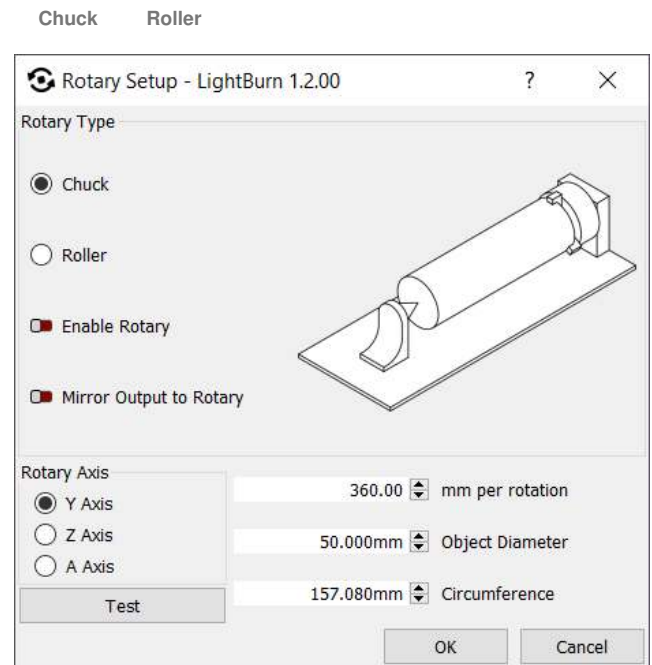 Chuck Roller
Rotary Setup - LightBurn 1.2.00 ?
Rotary Type
Chuck
Roller
Enable Rotary
Mirror Output to Rotary
Rotary Axis
Y Axis
Z Axis
A Axis
Test
360.00 mm per rotation
50.000mm Object Diameter
157.080mm Circumference
OK Cancel